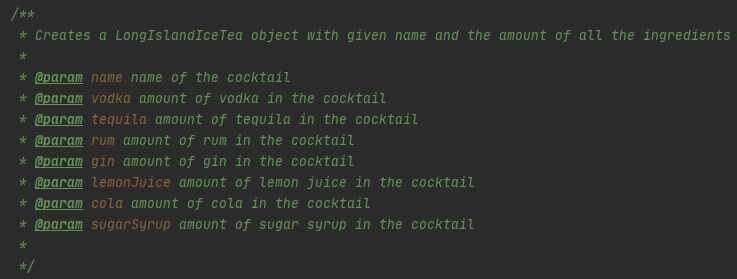 /**
 * Creates a LongIslandIceTea object with given name and the amount of all the ingredients
 *
 * @param name name of the cocktail
 * @param vodka amount of vodka in the cocktail
 * @param tequila amount of tequila in the cocktail
 * @param rum amount of rum in the cocktail
 * @param gin amount of gin in the cocktail
 * @param lemonJuice amount of lemon juice in the cocktail
 * @param cola amount of cola in the cocktail
 * @param sugarSyrup amount of sugar syrup in the cocktail
 *
 */